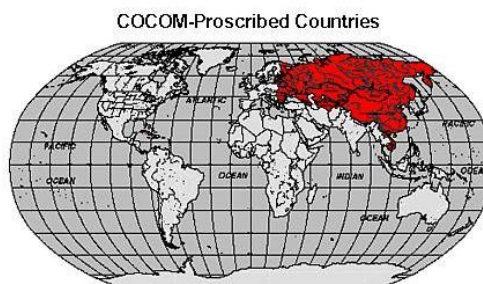 COCOM-Proscribed Countries
ATLANTIC
PACIFIC
PACIFIC
OCEAN
OCEAN
INDIAN
OCEAN
OCEAN